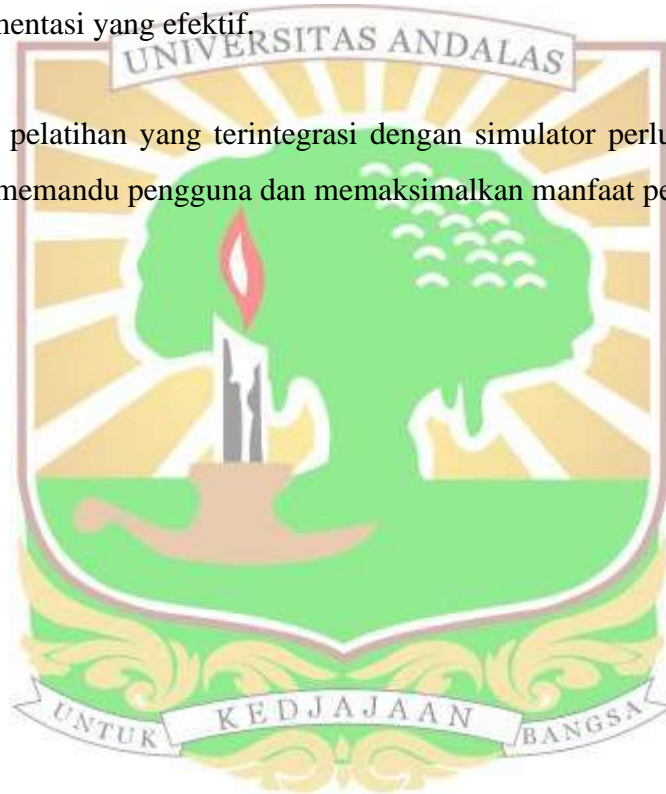 mentasi yang efektif.
UNIVERSITAS ANDALAS
pelatihan yang terintegrasi dengan simulator perlu
memandu pengguna dan memaksimalkan manfaat pe
UNTUK KEDJAJAAN BANGSA